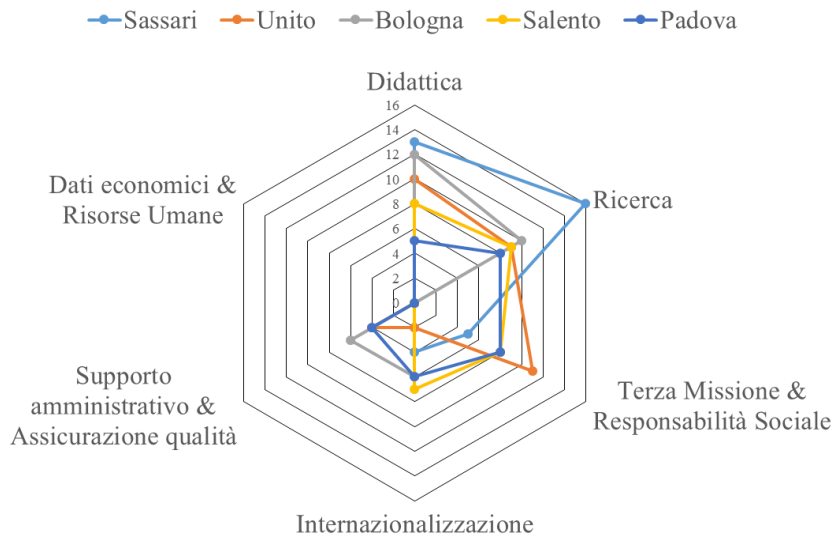 Sassari Unito Bologna Salento Padova
Didattica
16
14
12
10
8
6
4
2
0
Ricerca
Terza Missione &
Responsabilità Sociale
Internazionalizzazione
Supporto
amministrativo &
Assicurazione qualità
Dati economici &
Risorse Umane